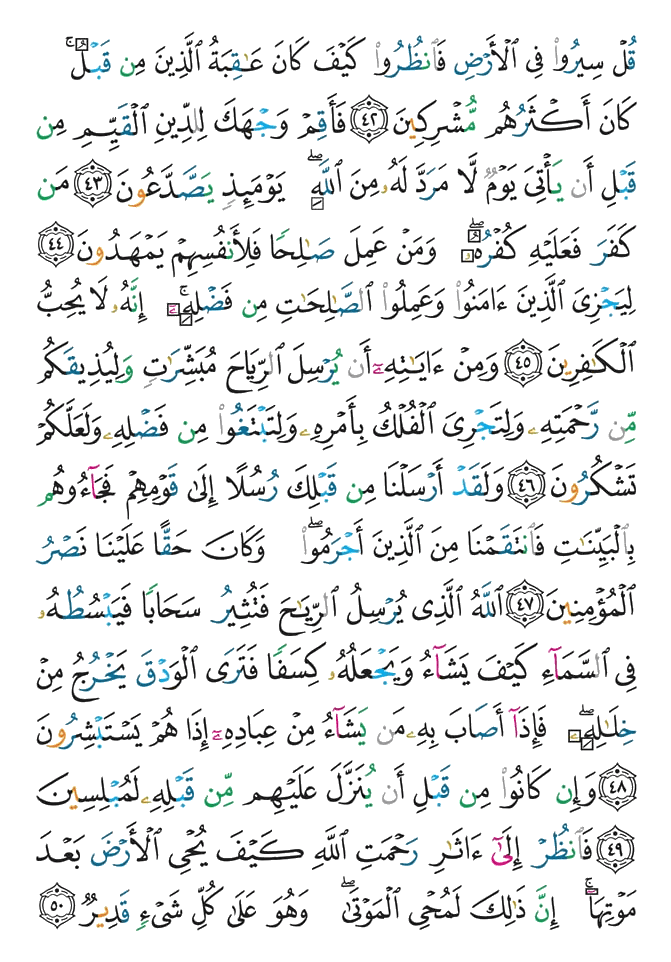 قُلْ سِيرُوا۟ فِى ٱلْأَرْضِ فَٱنظُرُوا۟ كَيْفَ كَانَ عَـٰقِبَةُ ٱلَّذِينَ مِن قَبْلُ ۚ
كَانَ أَكْثَرُهُم مُّشْرِكِينَ ٤٢ فَأَقِمْ وَجْهَكَ لِلدِّينِ ٱلْقَيِّمِ مِن
قَبْلِ أَن يَأْتِىَ يَوْمٌ لَّا مَرَدَّ لَهُۥ مِنَ ٱللَّهِ ۖ يَوْمَئِذٍ يَصَّدَّعُونَ ٤٣ مَن
كَفَرَ فَعَلَيْهِ كُفْرُهُۥ ۖ وَمَنْ عَمِلَ صَـٰلِحًا فَلِأَنفُسِهِمْ يَمْهَدُونَ ٤٤
لِيَجْزِىَ ٱلَّذِينَ ءَامَنُوا۟ وَعَمِلُوا۟ ٱلصَّـٰلِحَـٰتِ مِن فَضْلِهِۦٓ ۚ إِنَّهُۥ لَا يُحِبُّ
ٱلْكَـٰفِرِينَ ٤٥ وَمِنْ ءَايَـٰتِهِۦٓ أَن يُرْسِلَ ٱلرِّيَاحَ مُبَشِّرَٰتٍ وَلِيُذِيقَكُم
مِّن رَّحْمَتِهِۦ وَلِتَجْرِىَ ٱلْفُلْكُ بِأَمْرِهِۦ وَلِتَبْتَغُوا۟ مِن فَضْلِهِۦ وَلَعَلَّكُمْ
تَشْكُرُونَ ٤٦ وَلَقَدْ أَرْسَلْنَا مِن قَبْلِكَ رُسُلًا إِلَىٰ قَوْمِهِمْ فَجَآءُوهُم
بِٱلْبَيِّنَـٰتِ فَٱنتَقَمْنَا مِنَ ٱلَّذِينَ أَجْرَمُوا۟ ۖ وَكَانَ حَقًّا عَلَيْنَا نَصْرُ
ٱلْمُؤْمِنِينَ ٤٧ ٱللَّهُ ٱلَّذِى يُرْسِلُ ٱلرِّيَـٰحَ فَتُثِيرُ سَحَابًا فَيَبْسُطُهُۥ
فِى ٱلسَّمَآءِ كَيْفَ يَشَآءُ وَيَجْعَلُهُۥ كِسَفًا فَتَرَى ٱلْوَدْقَ يَخْرُجُ مِنْ
خِلَـٰلِهِۦ ۖ فَإِذَآ أَصَابَ بِهِۦ مَن يَشَآءُ مِنْ عِبَادِهِۦٓ إِذَا هُمْ يَسْتَبْشِرُونَ
٤٨ وَإِن كَانُوا۟ مِن قَبْلِ أَن يُنَزَّلَ عَلَيْهِم مِّن قَبْلِهِۦ لَمُبْلِسِينَ
٤٩ فَٱنظُرْ إِلَىٰٓ ءَاثَـٰرِ رَحْمَتِ ٱللَّهِ كَيْفَ يُحْىِ ٱلْأَرْضَ بَعْدَ
مَوْتِهَآ ۚ إِنَّ ذَٰلِكَ لَمُحْىِ ٱلْمَوْتَىٰ ۖ وَهُوَ عَلَىٰ كُلِّ شَىْءٍ قَدِيرٌ ٥٠